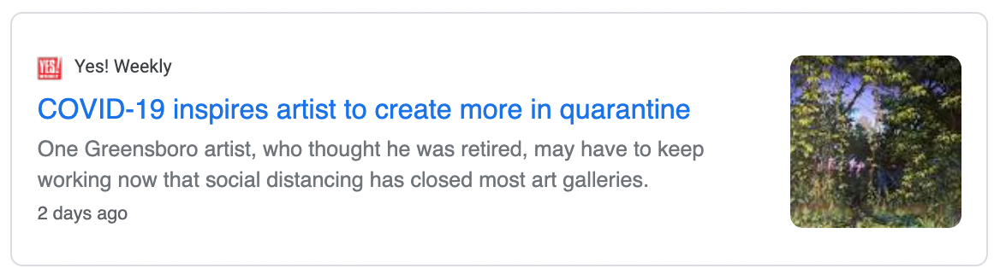 YES!
Yes! Weekly
COVID-19 inspires artist to create more in quarantine
One Greensboro artist, who thought he was retired, may have to keep
working now that social distancing has closed most art galleries.
2 days ago